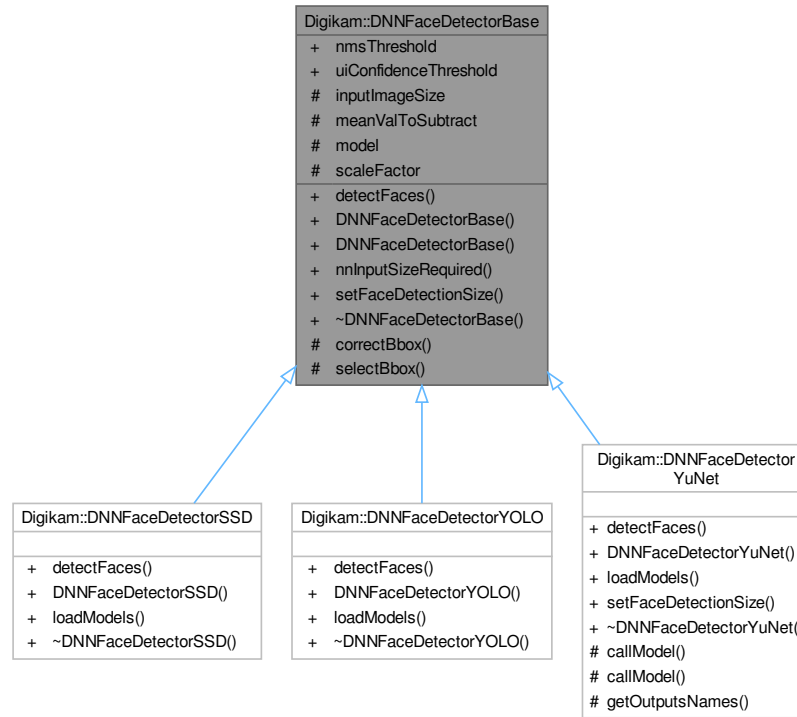 Digikam::DNNFaceDetectorBase
+ nmsThreshold
+ uiConfidenceThreshold
# inputImageSize
# meanValToSubtract
# model
# scaleFactor
+ detectFaces()
+ DNNFaceDetectorBase()
+ DNNFaceDetectorBase()
+ nnInputSizeRequired()
+ setFaceDetectionSize()
+ ~DNNFaceDetectorBase()
# correctBbox()
# selectBbox()
Digikam::DNNFaceDetectorSSD
+ detectFaces()
+ DNNFaceDetectorSSD()
+ loadModels()
+ ~DNNFaceDetectorSSD()
Digikam::DNNFaceDetectorYOLO
+ detectFaces()
+ DNNFaceDetectorYOLO()
+ loadModels()
+ ~DNNFaceDetectorYOLO()
Digikam::DNNFaceDetector
YuNet
+ detectFaces()
+ DNNFaceDetectorYuNet()
+ loadModels()
+ setFaceDetectionSize()
+ ~DNNFaceDetectorYuNet(
# callModel()
# callModel()
# getOutputsNames()